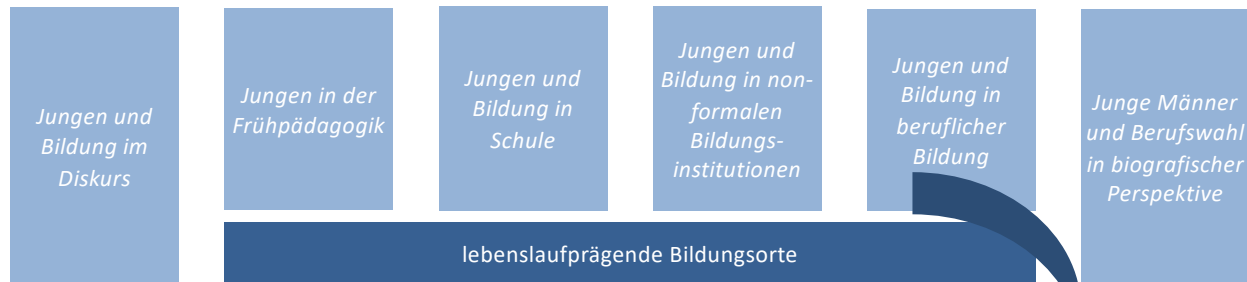 Jungen und
Bildung im
Diskurs
Jungen in der
Frühpädagogik
Jungen und
Bildung in
Schule
Jungen und
Bildung in non-
formalen
Bildungs-
institutionen
Jungen und
Bildung in
beruflicher
Bildung
Junge Männer
und Berufswahl
in biografischer
Perspektive
lebenslaufprägende Bildungsorte